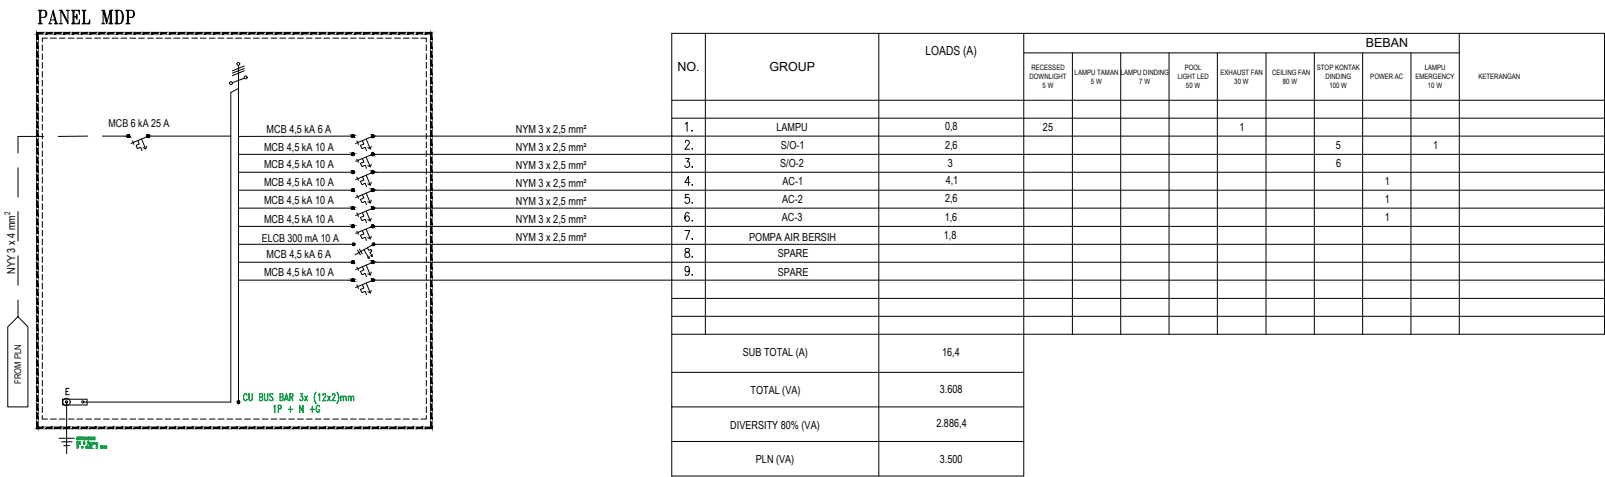 PANEL MDP
MCB 6 kA 25 A
MCB 4,5 kA 6 A
MCB 4,5 kA 10 A
MCB 4,5 kA 10 A
MCB 4,5 kA 10 A
MCB 4,5 kA 10 A
MCB 4,5 kA 10 A
ELCB 300 mA 10 A
MCB 4,5 kA 6 A
MCB 4,5 kA 10 A
NYM 3 x 2,5 mm²
NYM 3 x 2,5 mm²
NYM 3 x 2,5 mm²
NYM 3 x 2,5 mm²
NYM 3 x 2,5 mm²
NYM 3 x 2,5 mm²
NYM 3 x 2,5 mm²
NYY 3 x 4 mm²
FROM PLN
E
CU BUS BAR 3x (12x2)mm
1P + N +G
NO. GROUP LOADS (A) BEBAN
RECESSED DOWNLIGHT 5 W
LAMPU TAMAN 5 W
LAMPU DINDING 7 W
POOL LIGHT LED 50 W
EXHAUST FAN 30 W
CEILING FAN 80 W
STOP KONTAK DINDING 100 W
POWER AC
LAMPU EMERGENCY 10 W
KETERANGAN
1. LAMPU 0,8 25 1
2. S/O-1 2,6 5 1
3. S/O-2 3 6
4. AC-1 4,1 1
5. AC-2 2,6 1
6. AC-3 1,6 1
7. POMPA AIR BERSIH 1,8
8. SPARE
9. SPARE
SUB TOTAL (A) 16,4
TOTAL (VA) 3.608
DIVERSITY 80% (VA) 2.886,4
PLN (VA) 3.500